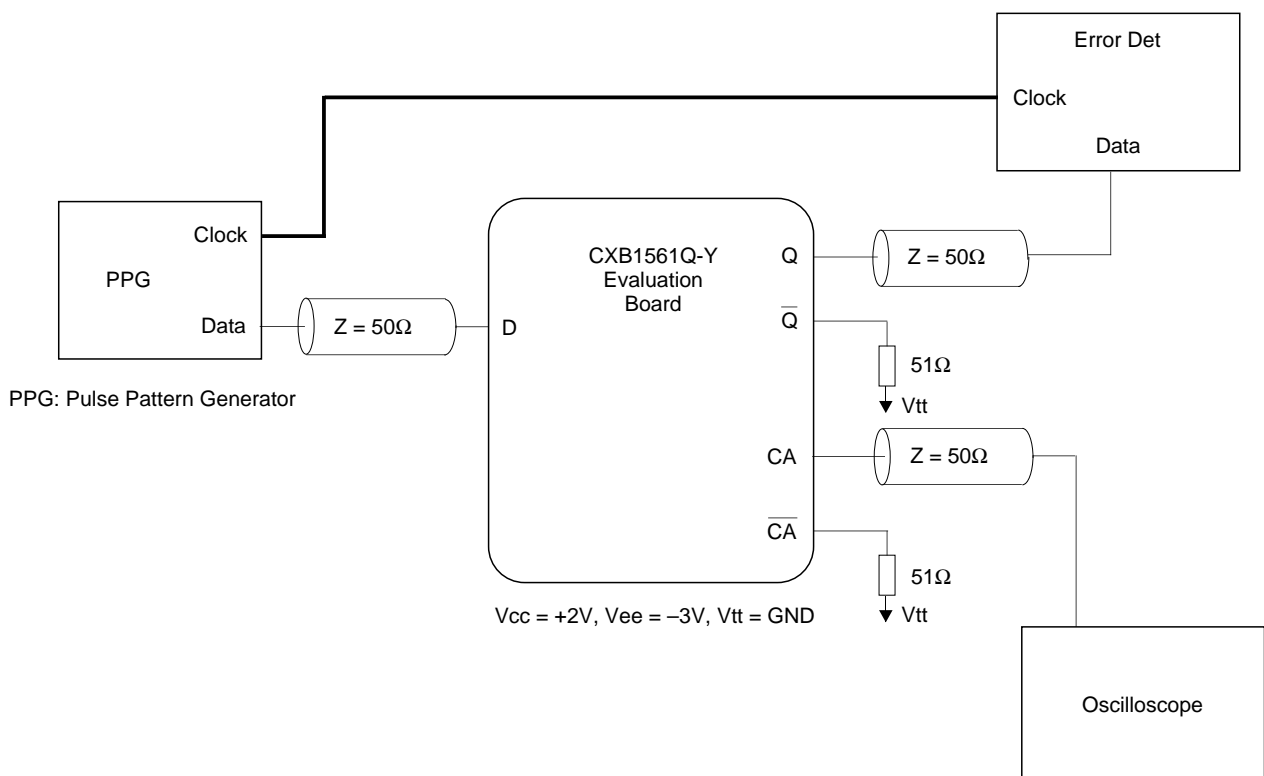 Error Det
Clock
Data
Clock
PPG
Data
Z = 50Ω
PPG: Pulse Pattern Generator
CXB1561Q-Y
Evaluation
Board
D
Q
Q̅
CA
C̅A̅
Z = 50Ω
51Ω
Vtt
Z = 50Ω
51Ω
Vtt
Vcc = +2V, Vee = –3V, Vtt = GND
Oscilloscope